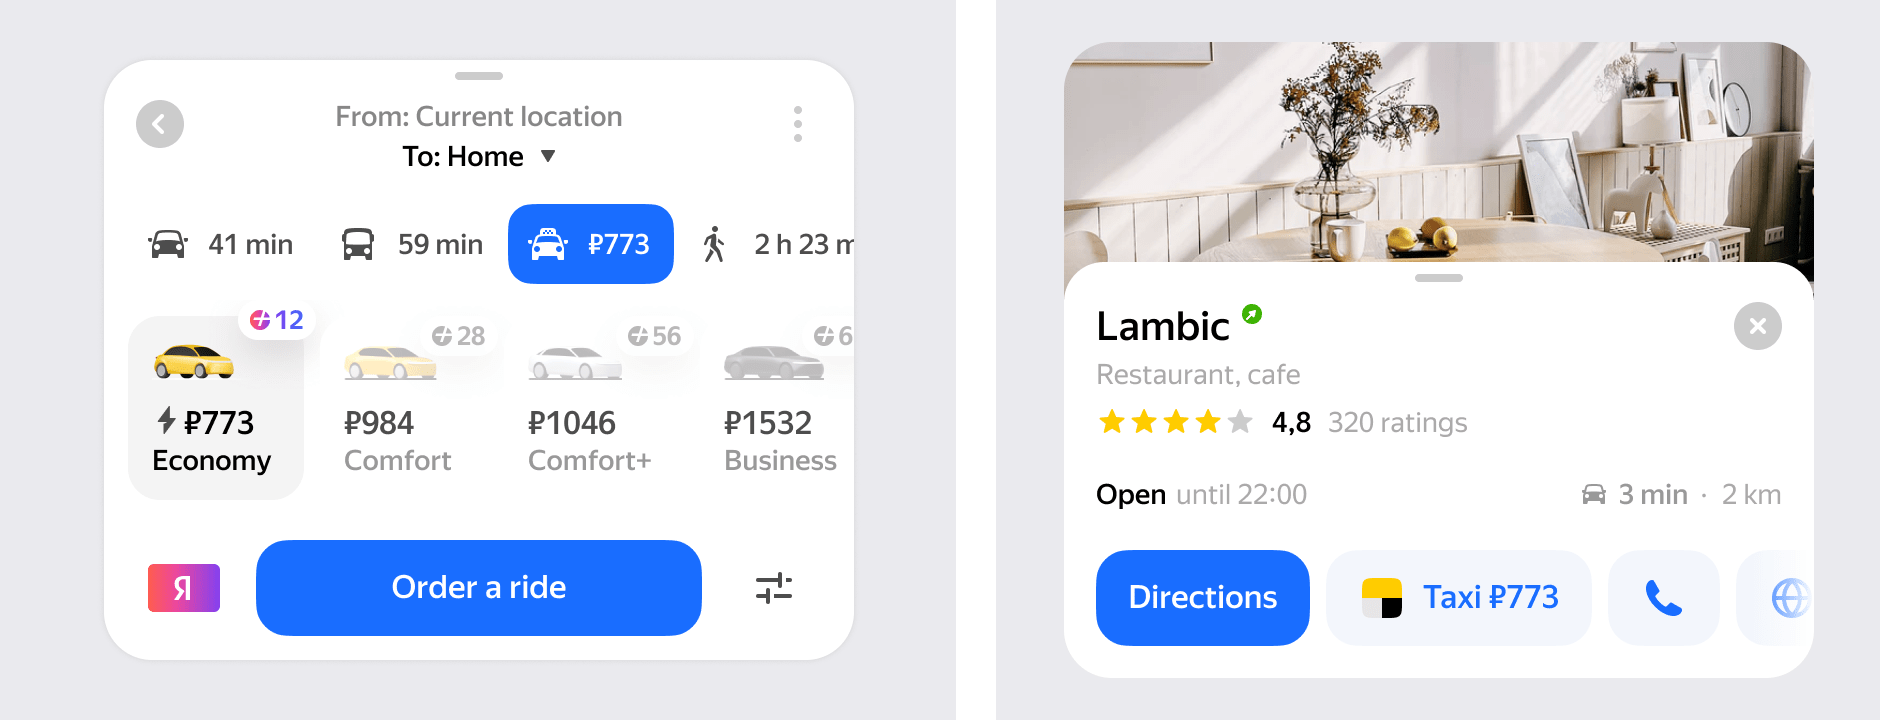 From: Current location
To: Home
41 min
59 min
₽773
2 h 23 m
12
28
56
6
₽773
Economy
₽984
Comfort
₽1046
Comfort+
₽1532
Business
Я
Order a ride
Lambic
Restaurant, cafe
4,8 320 ratings
Open until 22:00
3 min · 2 km
Directions
Taxi ₽773